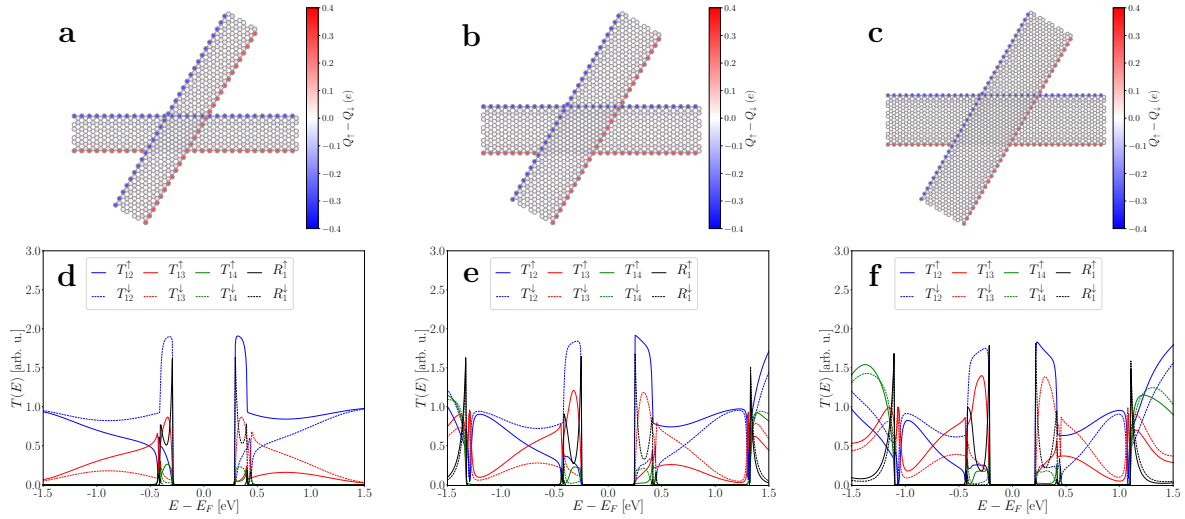 a
0.4
0.3
0.2
0.1
0.0
−0.1
−0.2
−0.3
−0.4
Q↑ − Q↓ (e)
b
0.4
0.3
0.2
0.1
0.0
−0.1
−0.2
−0.3
−0.4
Q↑ − Q↓ (e)
c
0.4
0.3
0.2
0.1
0.0
−0.1
−0.2
−0.3
−0.4
Q↑ − Q↓ (e)
d
T↑12 T↑13 T↑14 R↑1
T↓12 T↓13 T↓14 R↓1
3.0
2.5
2.0
1.5
1.0
0.5
0.0
T(E) [arb. u.]
−1.5 −1.0 −0.5 0.0 0.5 1.0 1.5
E − EF [eV]
e
T↑12 T↑13 T↑14 R↑1
T↓12 T↓13 T↓14 R↓1
3.0
2.5
2.0
1.5
1.0
0.5
0.0
T(E) [arb. u.]
−1.5 −1.0 −0.5 0.0 0.5 1.0 1.5
E − EF [eV]
f
T↑12 T↑13 T↑14 R↑1
T↓12 T↓13 T↓14 R↓1
3.0
2.5
2.0
1.5
1.0
0.5
0.0
T(E) [arb. u.]
−1.5 −1.0 −0.5 0.0 0.5 1.0 1.5
E − EF [eV]